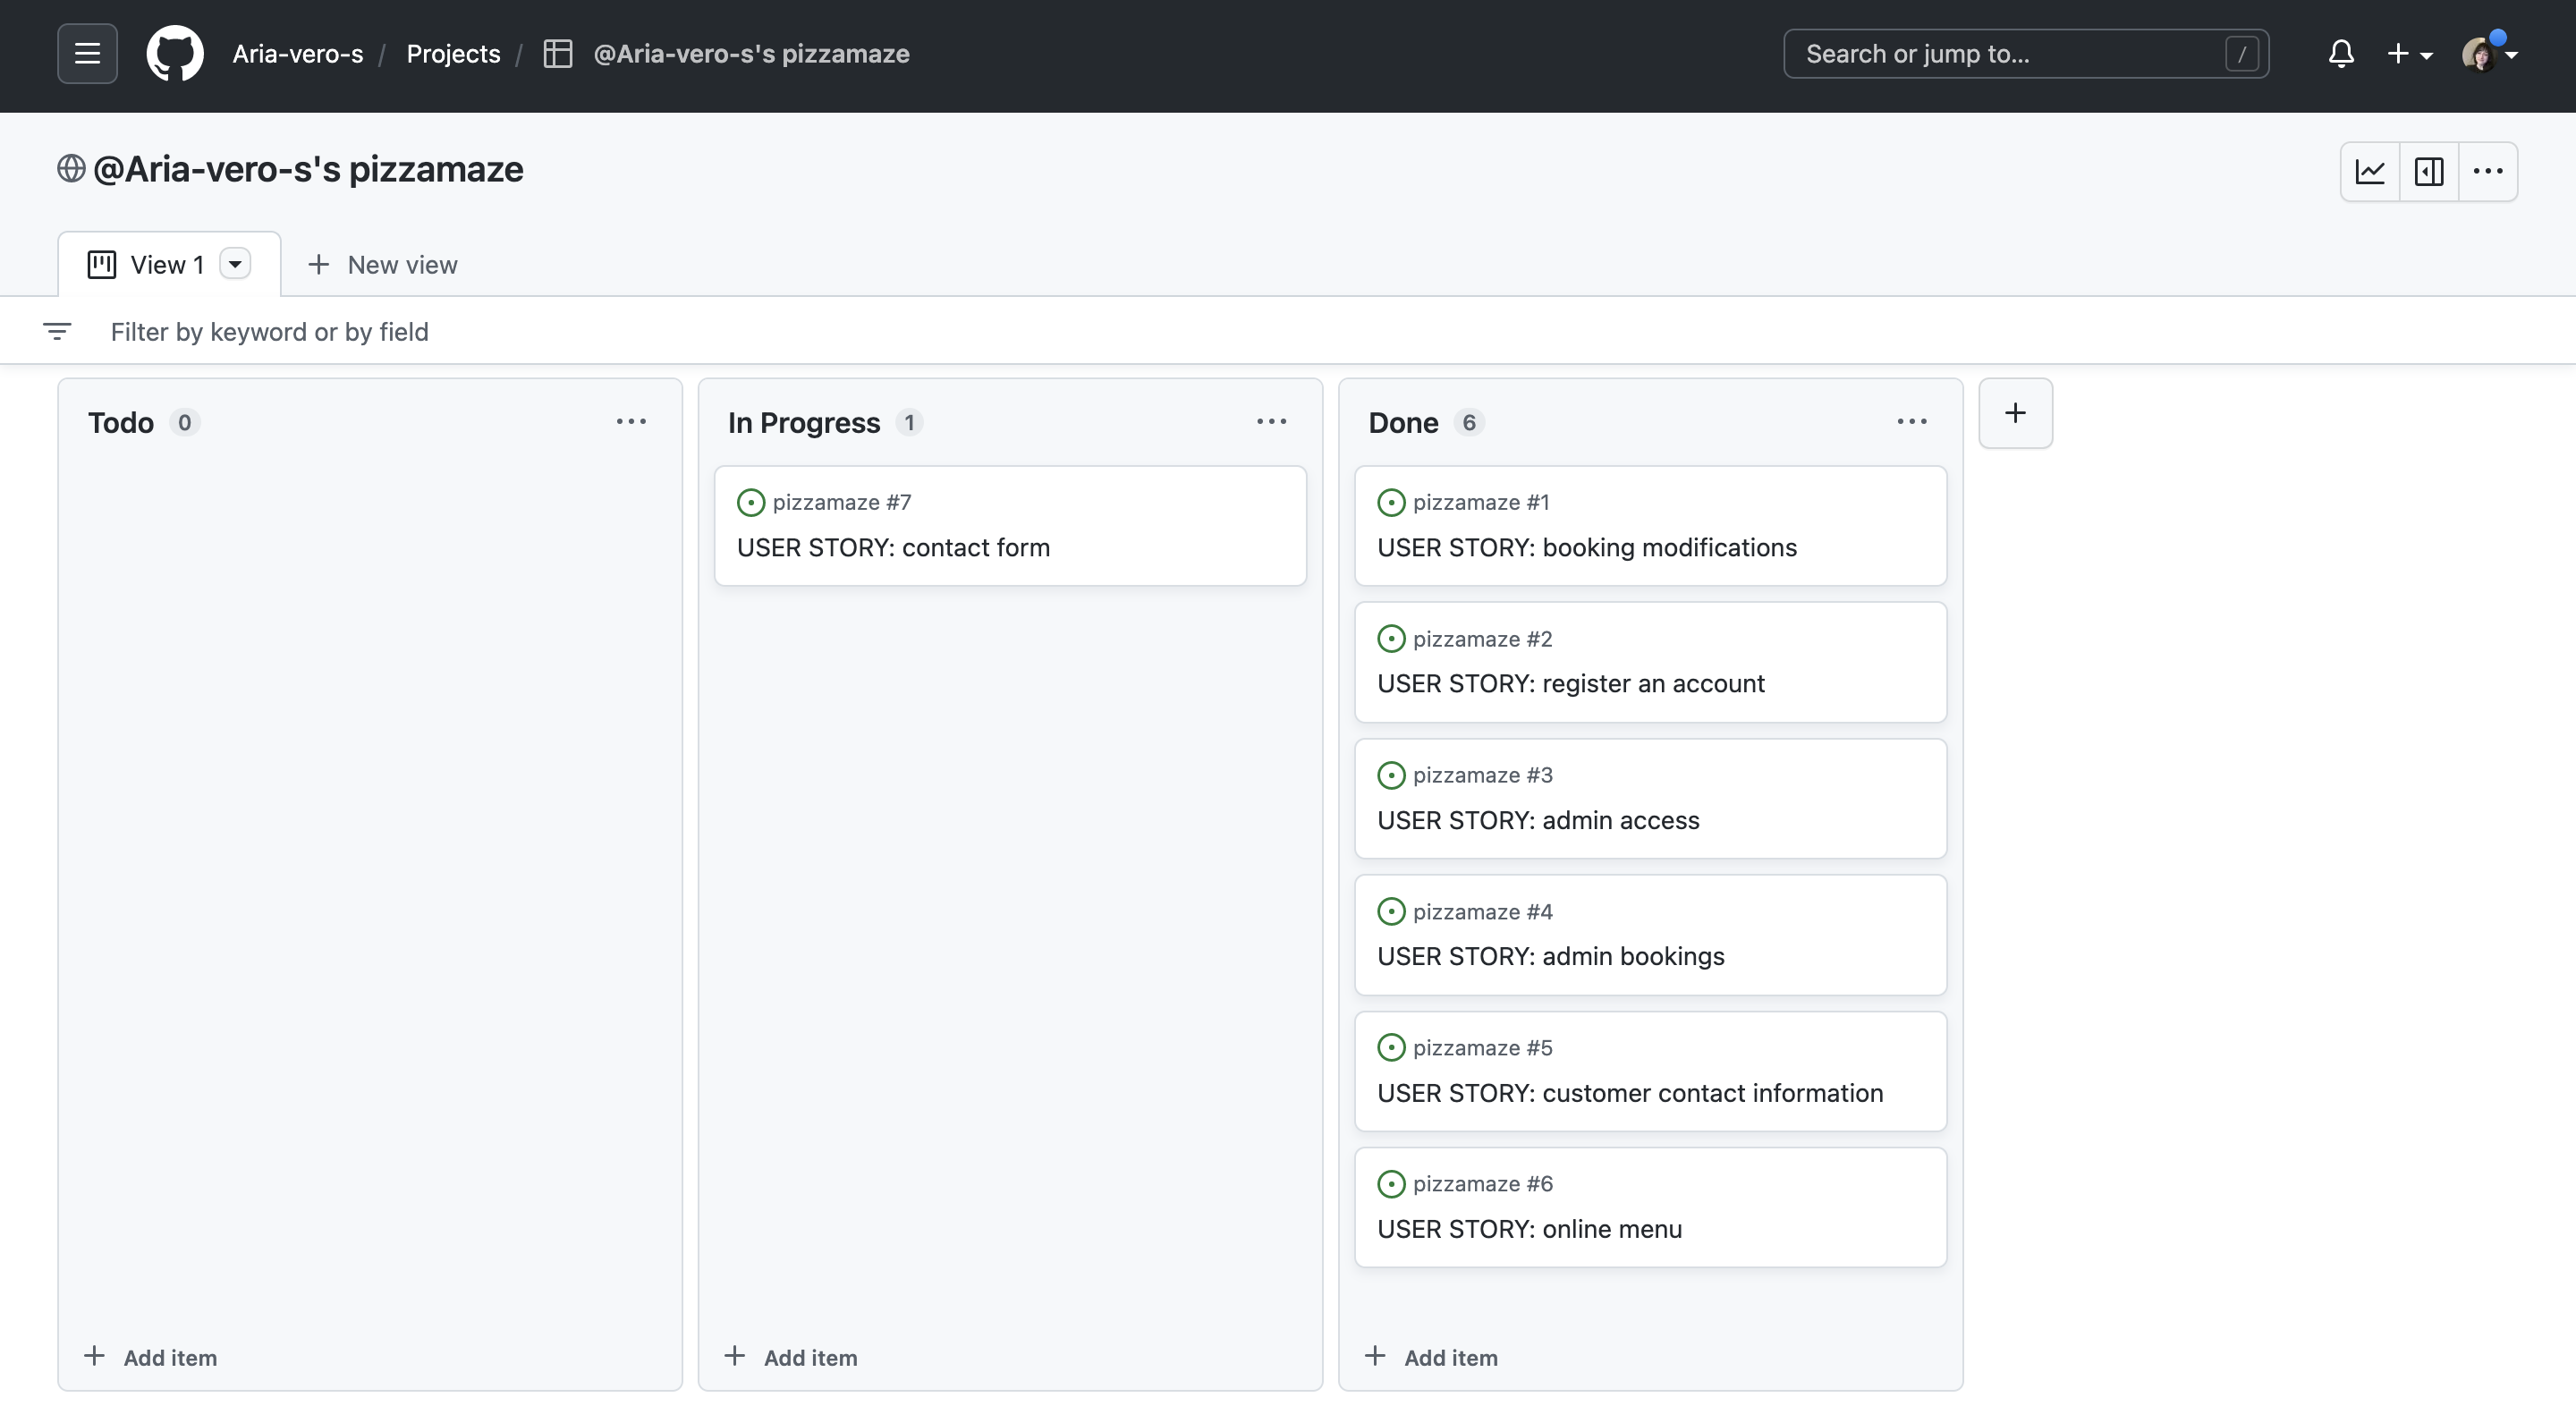 Aria-vero-s / Projects / @Aria-vero-s's pizzamaze
Search or jump to... /
@Aria-vero-s's pizzamaze
View 1
New view
Filter by keyword or by field
Todo 0
Add item
In Progress 1
pizzamaze #7
USER STORY: contact form
Add item
Done 6
pizzamaze #1
USER STORY: booking modifications
pizzamaze #2
USER STORY: register an account
pizzamaze #3
USER STORY: admin access
pizzamaze #4
USER STORY: admin bookings
pizzamaze #5
USER STORY: customer contact information
pizzamaze #6
USER STORY: online menu
Add item